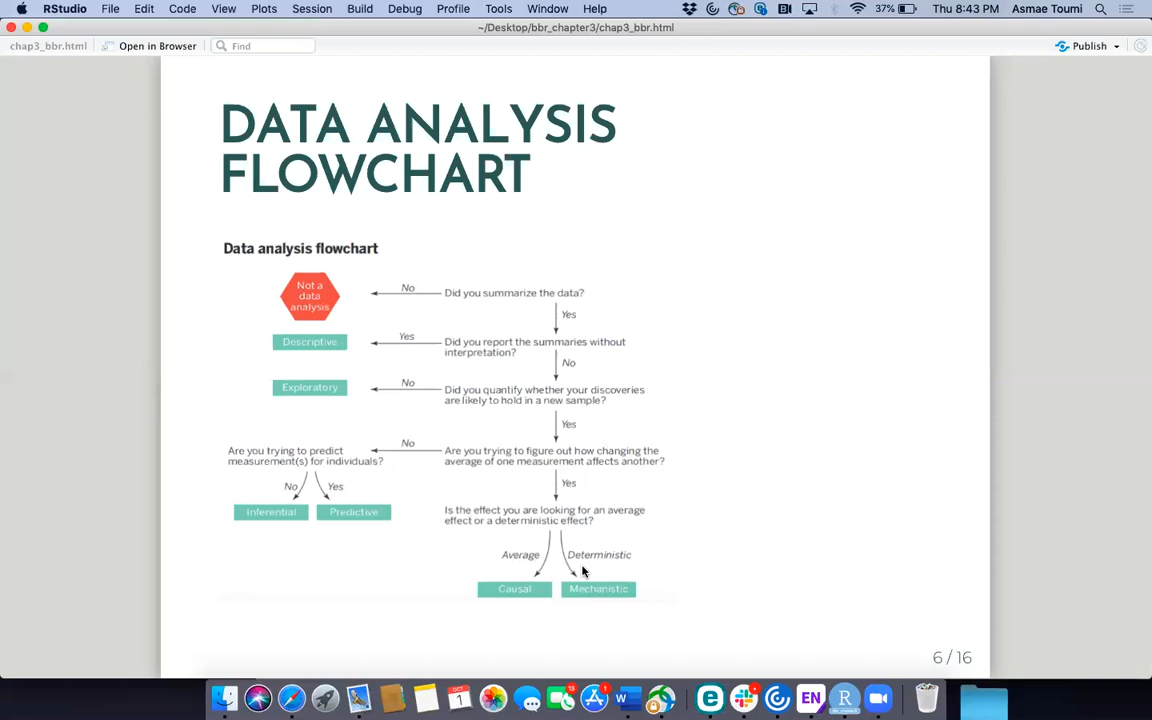 RStudio File Edit Code View Plots Session Build Debug Profile Tools Window Help 37% Thu 8:43 PM Asmae Toumi
~/Desktop/bbr_chapter3/chap3_bbr.html
chap3_bbr.html Open in Browser Find Publish
DATA ANALYSIS
FLOWCHART
Data analysis flowchart
Not a
data
analysis
No
Did you summarize the data?
Yes
Descriptive
Yes
Did you report the summaries without
interpretation?
No
Exploratory
No
Did you quantify whether your discoveries
are likely to hold in a new sample?
Yes
Are you trying to predict
measurement(s) for individuals?
No
Are you trying to figure out how changing the
average of one measurement affects another?
No Yes
Yes
Inferential Predictive
Is the effect you are looking for an average
effect or a deterministic effect?
Average Deterministic
Causal Mechanistic
6 / 16
OCT
1
EN
R